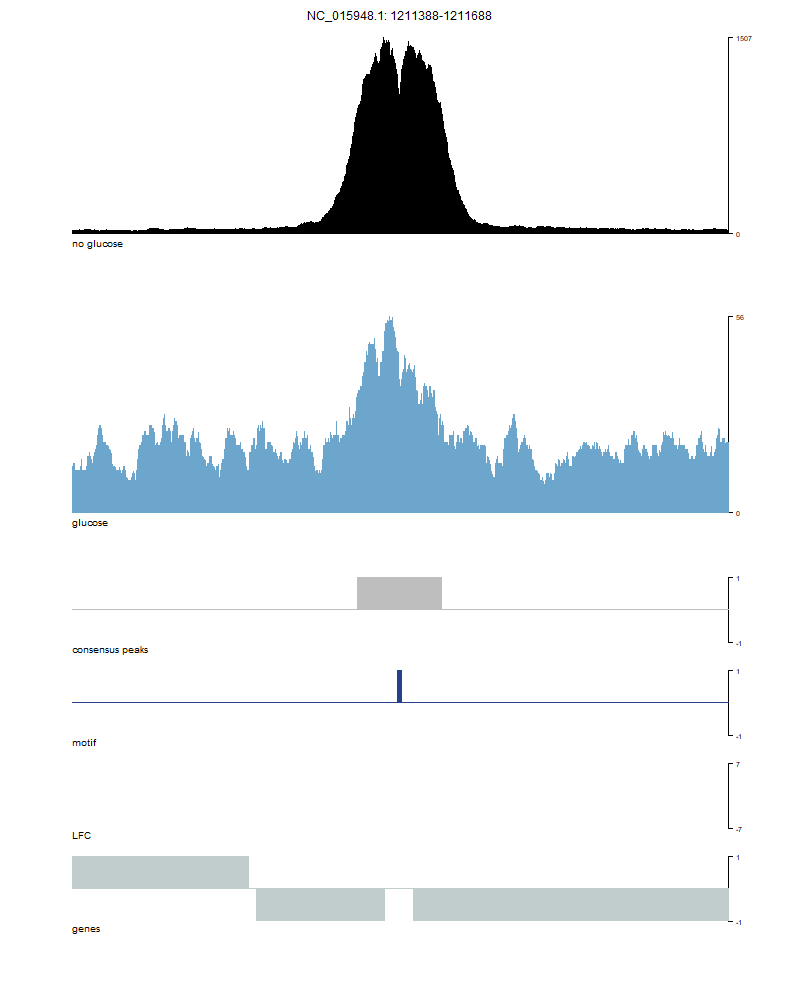 NC_015948.1: 1211388-1211688
1507
0
no glucose
56
0
glucose
1
-1
consensus peaks
1
-1
motif
7
-7
LFC
1
-1
genes